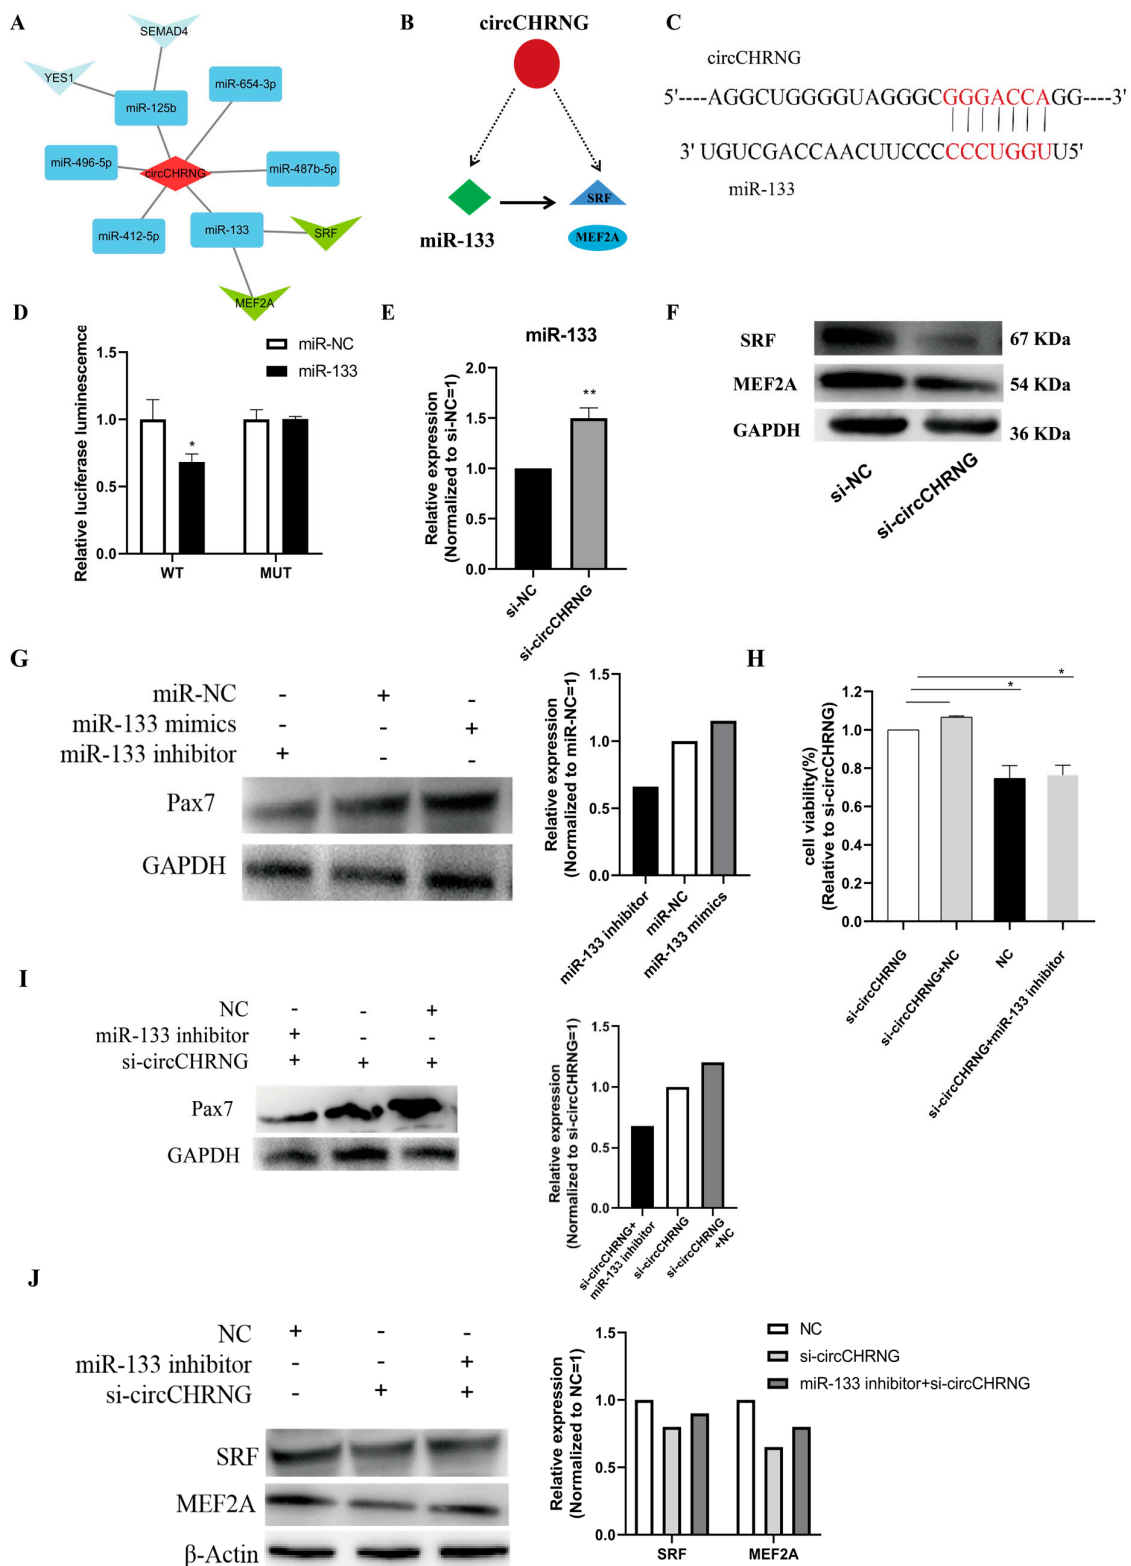 A
SEMAD4
YES1
miR-125b
miR-654-3p
miR-496-5p
circCHRNG
miR-487b-5p
miR-412-5p
miR-133
SRF
MEF2A
B
circCHRNG
miR-133
SRF
MEF2A
C
circCHRNG
5'----AGGCUGGGGUAGGGCGGGACCAGG----3'
3'UGUCGACCAACUUCCCCCCUGGUU5'
miR-133
D
miR-NC
miR-133
Relative luciferase luminescemce
1.5
1.0
0.5
0.0
*
WT
MUT
E
miR-133
Relative expression
(Normalized to si-NC=1)
2.0
1.5
1.0
0.5
0.0
**
si-NC
si-circCHRNG
F
SRF
67 KDa
MEF2A
54 KDa
GAPDH
36 KDa
si-NC
si-circCHRNG
G
miR-NC - + -
miR-133 mimics - - +
miR-133 inhibitor + - -
Pax7
GAPDH
Relative expression
(Normalized to miR-NC=1)
1.5
1.0
0.5
0.0
miR-133 inhibitor
miR-NC
miR-133 mimics
H
cell viability(%)
(Relative to si-circCHRNG)
1.2
1.0
0.8
0.6
0.4
0.2
0.0
*
*
si-circCHRNG
si-circCHRNG+NC
NC
si-circCHRNG+miR-133 inhibitor
I
NC - - +
miR-133 inhibitor + - -
si-circCHRNG + + +
Pax7
GAPDH
Relative expression
(Normalized to si-circCHRNG=1)
1.5
1.0
0.5
0.0
si-circCHRNG+
miR-133 inhibitor
si-circCHRNG
si-circCHRNG
+NC
J
NC + - -
miR-133 inhibitor - - +
si-circCHRNG - + +
SRF
MEF2A
β-Actin
Relative expression
(Normalized to NC=1)
1.5
1.0
0.5
0.0
NC
si-circCHRNG
miR-133 inhibitor+si-circCHRNG
SRF
MEF2A